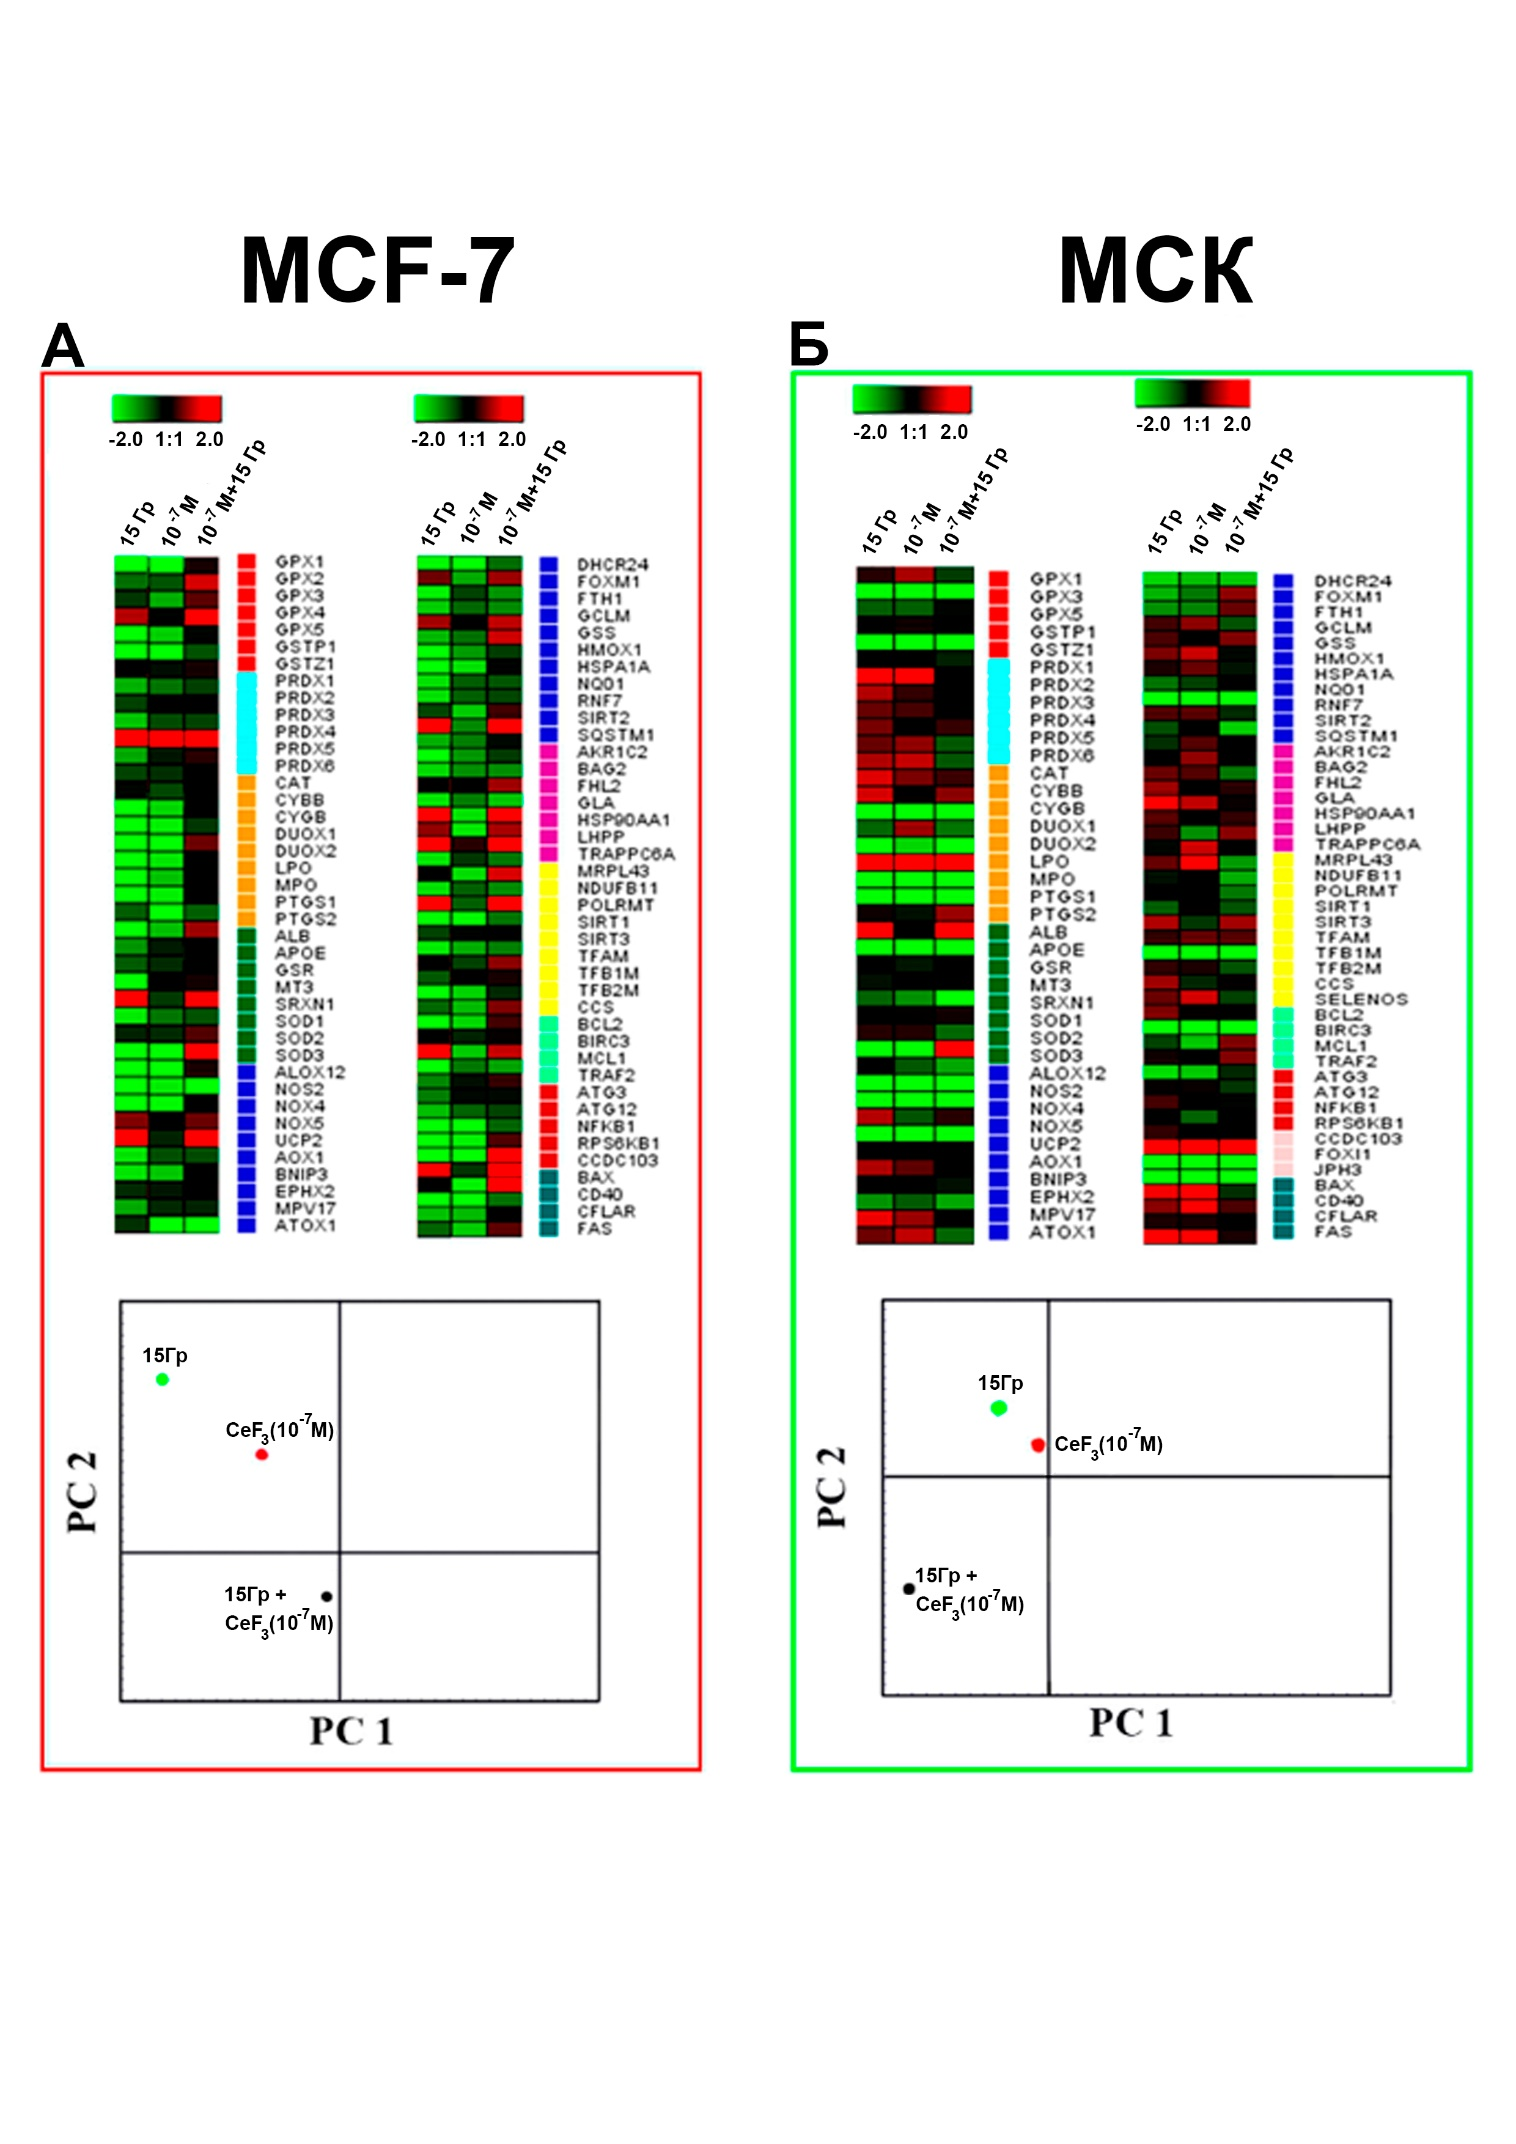 MCF-7
МСК
А
Б
-2.0 1:1 2.0
15 Гр
10-7 М
10-7 М+15 Гр
GPX1
GPX2
GPX3
GPX4
GPX5
GSTP1
GSTZ1
PRDX1
PRDX2
PRDX3
PRDX4
PRDX5
PRDX6
CAT
CYBB
CYGB
DUOX1
DUOX2
LPO
MPO
PTGS1
PTGS2
ALB
APOE
GSR
MT3
SRXN1
SOD1
SOD2
SOD3
ALOX12
NOS2
NOX4
NOX5
UCP2
AOX1
BNIP3
EPHX2
MPV17
ATOX1
-2.0 1:1 2.0
15 Гр
10-7 М
10-7 М+15 Гр
DHCR24
FOXM1
FTH1
GCLM
GSS
HMOX1
HSPA1A
NQO1
RNF7
SIRT2
SQSTM1
AKR1C2
BAG2
FHL2
GLA
HSP90AA1
LHPP
TRAPPC6A
MRPL43
NDUFB11
POLRMT
SIRT1
SIRT3
TFAM
TFB1M
TFB2M
CCS
BCL2
BIRC3
MCL1
TRAF2
ATG3
ATG12
NFKB1
RPS6KB1
CCDC103
BAX
CD40
CFLAR
FAS
15Гр
CeF3(10-7М)
15Гр +
CeF3(10-7М)
PC 2
PC 1
-2.0 1:1 2.0
15 Гр
10-7 М
10-7 М+15 Гр
GPX1
GPX3
GPX5
GSTP1
GSTZ1
PRDX1
PRDX2
PRDX3
PRDX4
PRDX5
PRDX6
CAT
CYBB
CYGB
DUOX1
DUOX2
LPO
MPO
PTGS1
PTGS2
ALB
APOE
GSR
MT3
SRXN1
SOD1
SOD2
SOD3
ALOX12
NOS2
NOX4
NOX5
UCP2
AOX1
BNIP3
EPHX2
MPV17
ATOX1
-2.0 1:1 2.0
15 Гр
10-7 М
10-7 М+15 Гр
DHCR24
FOXM1
FTH1
GCLM
GSS
HMOX1
HSPA1A
NQO1
RNF7
SIRT2
SQSTM1
AKR1C2
BAG2
FHL2
GLA
HSP90AA1
LHPP
TRAPPC6A
MRPL43
NDUFB11
POLRMT
SIRT1
SIRT3
TFAM
TFB1M
TFB2M
CCS
SELENOS
BCL2
BIRC3
MCL1
TRAF2
ATG3
ATG12
NFKB1
RPS6KB1
CCDC103
FOXI1
JPH3
BAX
CD40
CFLAR
FAS
15Гр
CeF3(10-7М)
15Гр +
CeF3(10-7М)
PC 2
PC 1